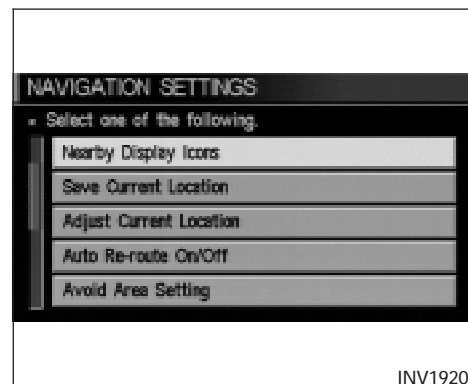 NAVIGATION SETTINGS
Select one of the following.
Nearby Display Icons
Save Current Location
Adjust Current Location
Auto Re-route On/Off
Avoid Area Setting
INV1920